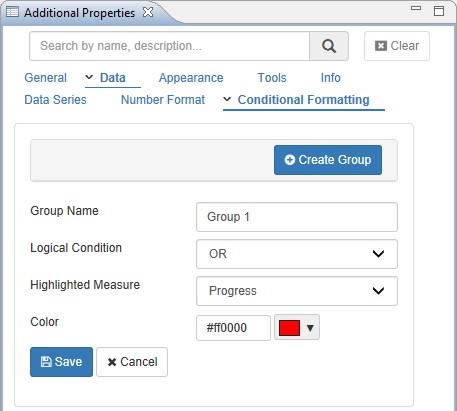 Additional Properties
Search by name, description...
Clear
General Data Appearance Tools Info
Data Series Number Format Conditional Formatting
Create Group
Group Name Group 1
Logical Condition OR
Highlighted Measure Progress
Color #ff0000
Save Cancel